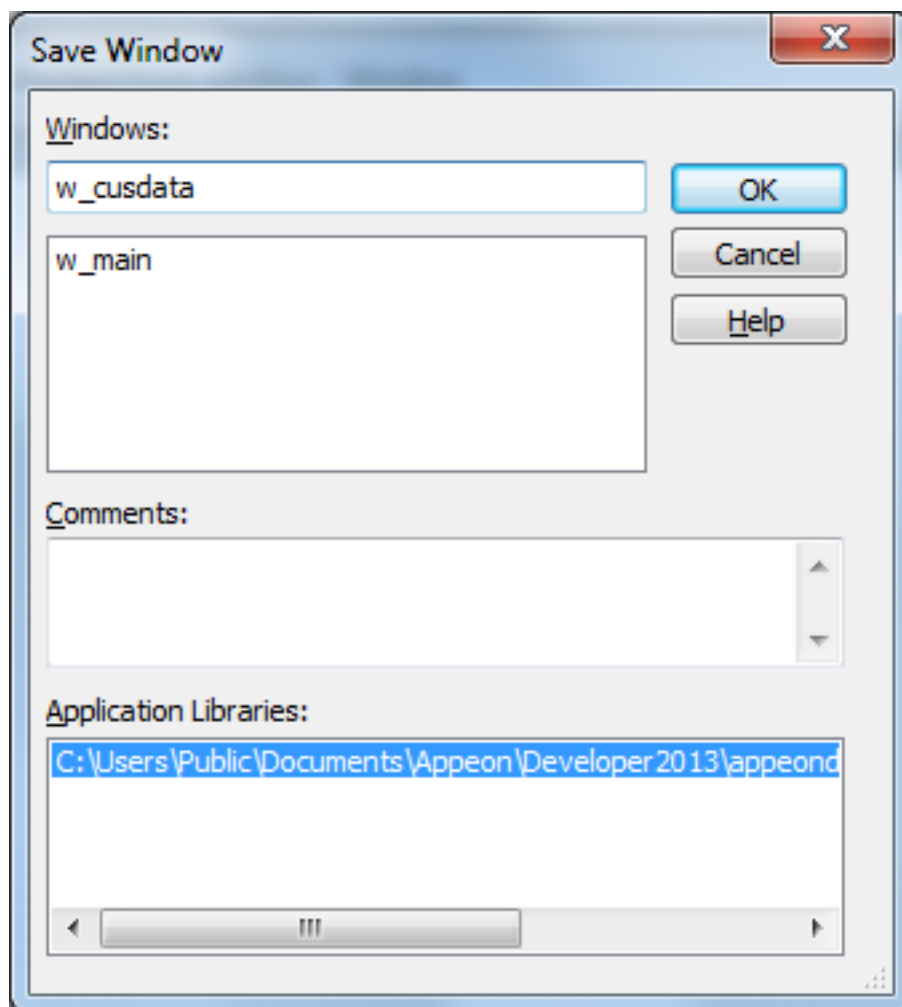 Save Window
Windows:
w_cusdata
OK
w_main
Cancel
Help
Comments:
Application Libraries:
C:\Users\Public\Documents\Appeon\Developer2013\appeond